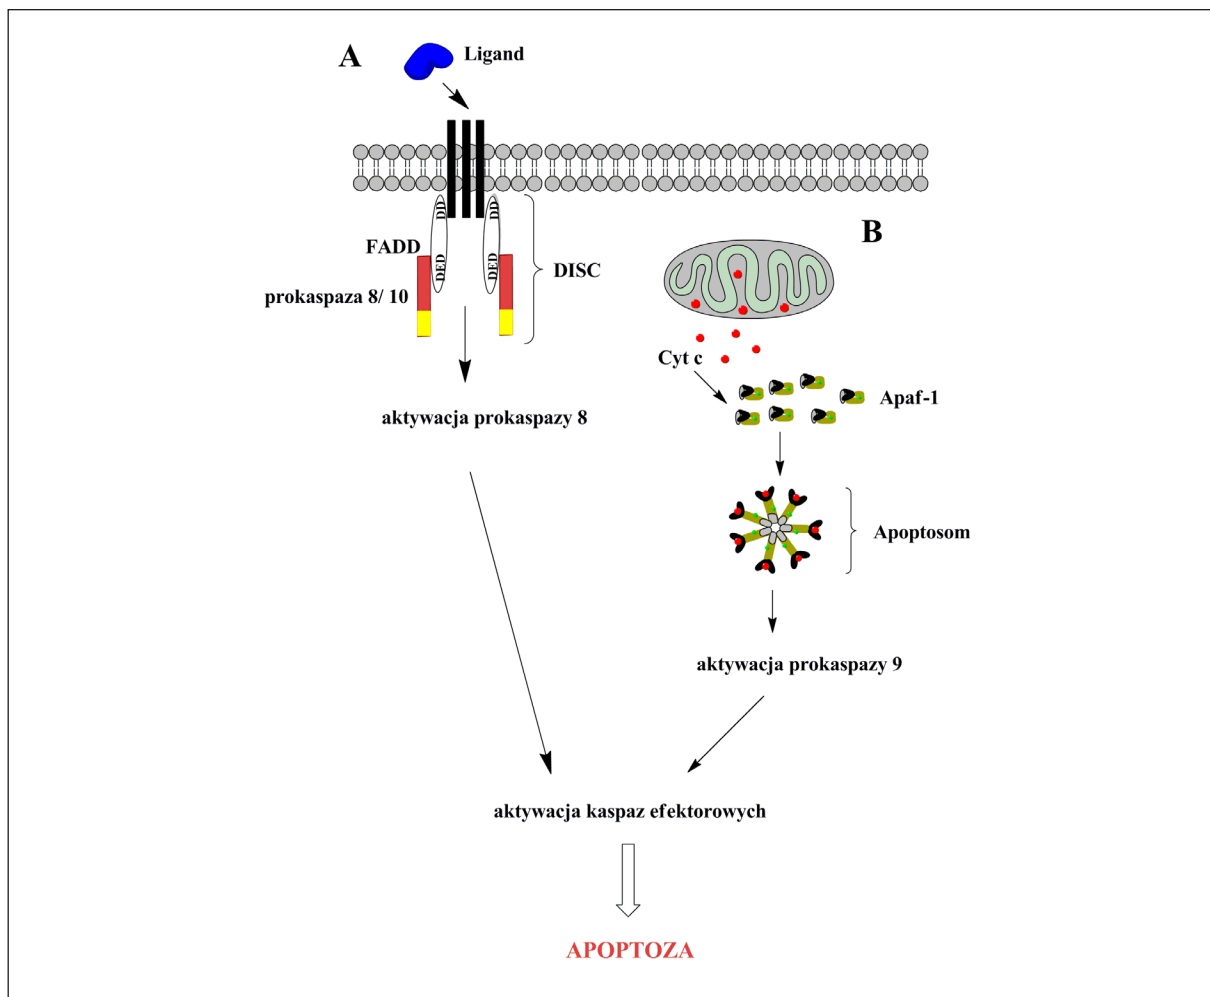 A
Ligand
DD
DD
FADD
DED
DED
DISC
prokaspaza 8/ 10
aktywacja prokaspazy 8
B
Cyt c
Apaf-1
Apoptosom
aktywacja prokaspazy 9
aktywacja kaspaz efektorowych
APOPTOZA